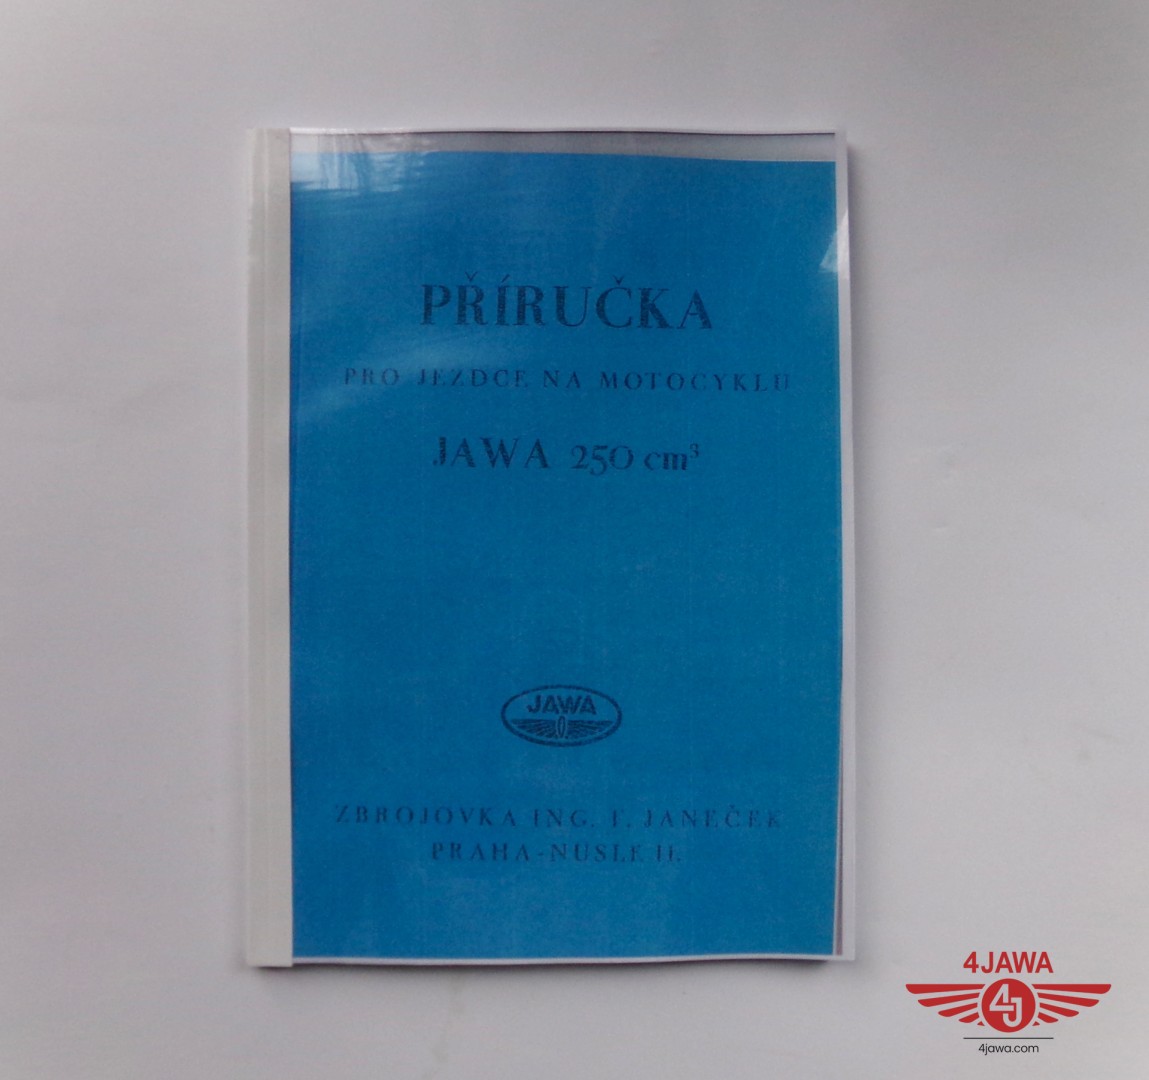 PŘÍRUČKA
PRO JEZDCE NA MOTOCYKLU
JAWA 250 cm³
JAWA
ZBROJOVKA ING. F. JANEČEK
PRAHA-NUSLE II.
4JAWA
4J
4jawa.com